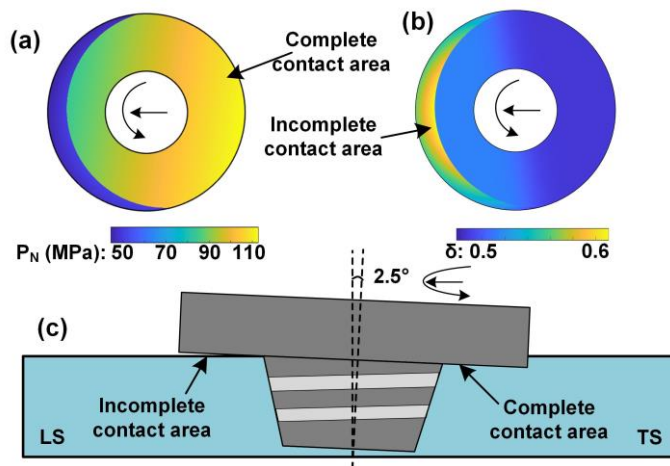 (a)
Complete
contact area
(b)
Incomplete
contact area
P_N (MPa): 50 70 90 110
δ: 0.5 0.6
2.5°
(c)
Incomplete
contact area
Complete
contact area
LS
TS